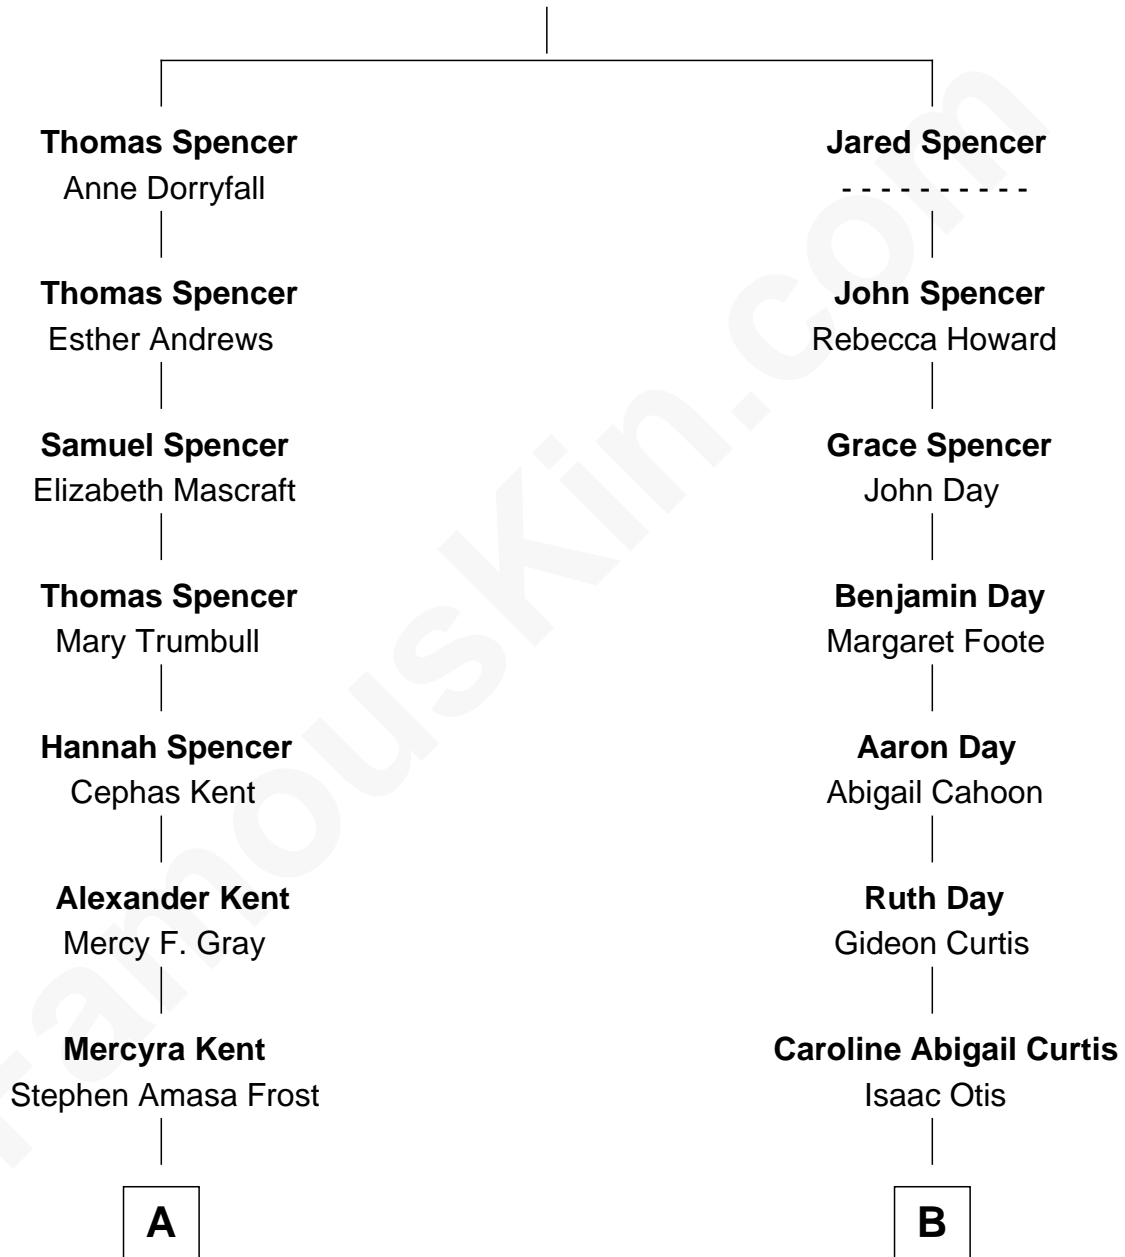 Thomas Spencer
Anne Dorryfall
Thomas Spencer
Esther Andrews
Samuel Spencer
Elizabeth Mascraft
Thomas Spencer
Mary Trumbull
Hannah Spencer
Cephas Kent
Alexander Kent
Mercy F. Gray
Mercyra Kent
Stephen Amasa Frost
A
Jared Spencer
- - - - - - - - - -
John Spencer
Rebecca Howard
Grace Spencer
John Day
Benjamin Day
Margaret Foote
Aaron Day
Abigail Cahoon
Ruth Day
Gideon Curtis
Caroline Abigail Curtis
Isaac Otis
B
FamousKin.com